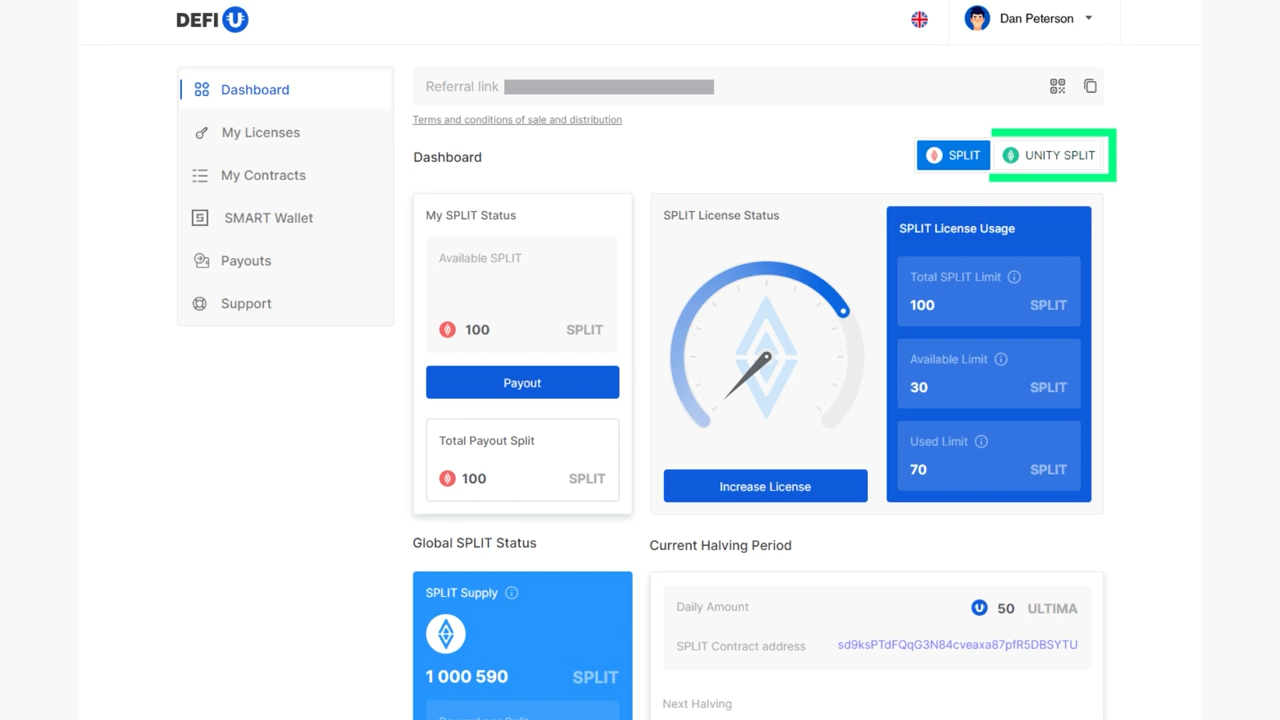 DEFI U
Dan Peterson
Dashboard
My Licenses
My Contracts
SMART Wallet
Payouts
Support
Referral link
Terms and conditions of sale and distribution
Dashboard
SPLIT
UNITY SPLIT
My SPLIT Status
Available SPLIT
100 SPLIT
Payout
Total Payout Split
100 SPLIT
SPLIT License Status
Increase License
SPLIT License Usage
Total SPLIT Limit
100 SPLIT
Available Limit
30 SPLIT
Used Limit
70 SPLIT
Global SPLIT Status
SPLIT Supply
1 000 590 SPLIT
Current Halving Period
Daily Amount 50 ULTIMA
SPLIT Contract address sd9ksPTdFQqG3N84cveaxa87pfR5DBSYTU
Next Halving